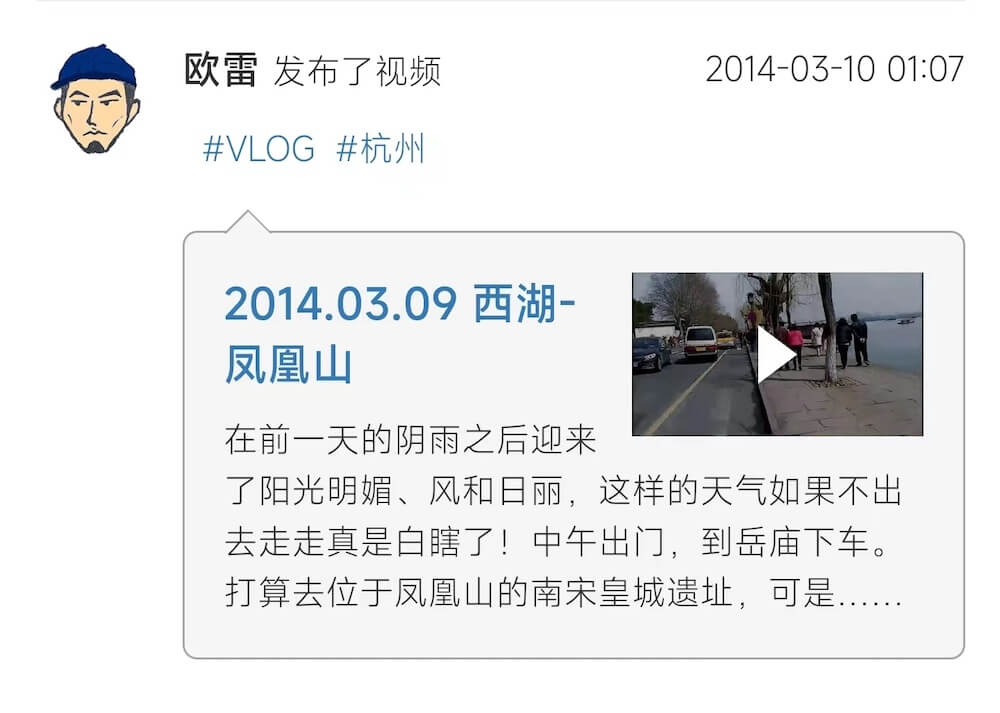 欧雷 发布了视频 2014-03-10 01:07
#VLOG #杭州
2014.03.09 西湖-
凤凰山
在前一天的阴雨之后迎来
了阳光明媚、风和日丽，这样的天气如果不出
去走走真是白瞎了！中午出门，到岳庙下车。
打算去位于凤凰山的南宋皇城遗址，可是……